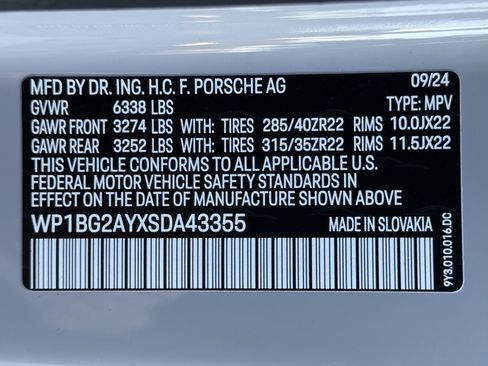 MFD BY DR. ING. H.C. F. PORSCHE AG 09/24
GVWR 6338 LBS TYPE: MPV
GAWR FRONT 3274 LBS WITH: TIRES 285/40ZR22 RIMS 10.0JX22
GAWR REAR 3252 LBS WITH: TIRES 315/35ZR22 RIMS 11.5JX22
THIS VEHICLE CONFORMS TO ALL APPLICABLE
FEDERAL MOTOR VEHICLE SAFETY STANDARDS IN
EFFECT ON THE DATE OF MANUFACTURE SHOWN ABOVE.
WP1BG2AYXSDA43355 MADE IN SLOVAKIA
9Y3.010.016.DC